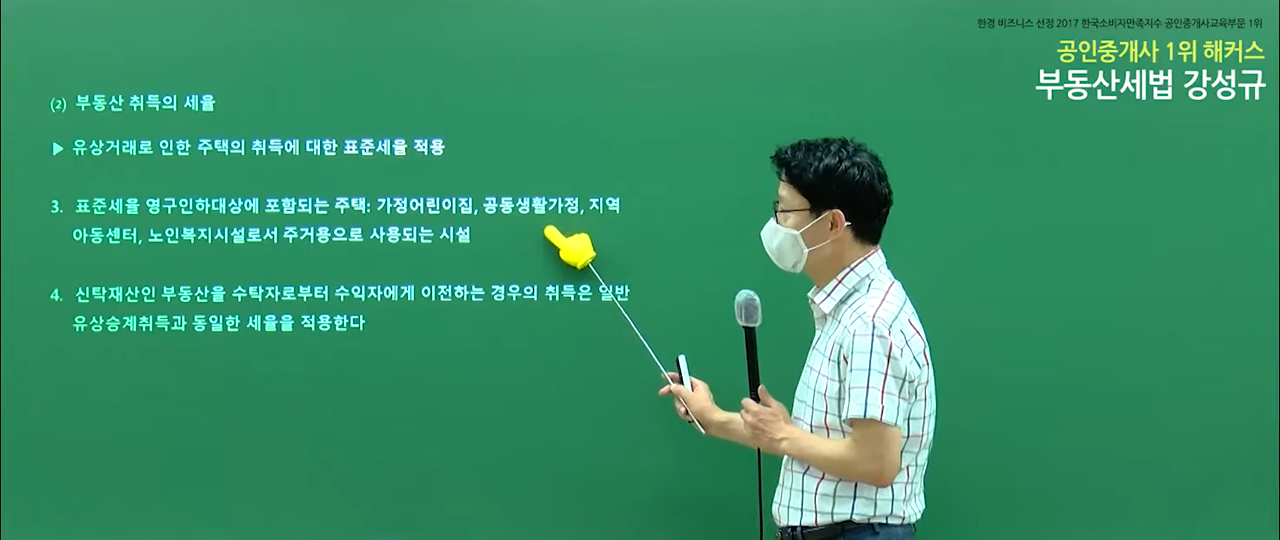 한경 비즈니스 선정 2017 한국소비자만족지수 공인중개사교육부문 1위
공인중개사 1위 해커스
부동산세법 강성규
(2) 부동산 취득의 세율
▶ 유상거래로 인한 주택의 취득에 대한 표준세율 적용
3. 표준세율 영구인하대상에 포함되는 주택: 가정어린이집, 공동생활가정, 지역
아동센터, 노인복지시설로서 주거용으로 사용되는 시설
4. 신탁재산인 부동산을 수탁자로부터 수익자에게 이전하는 경우의 취득은 일반
유상승계취득과 동일한 세율을 적용한다